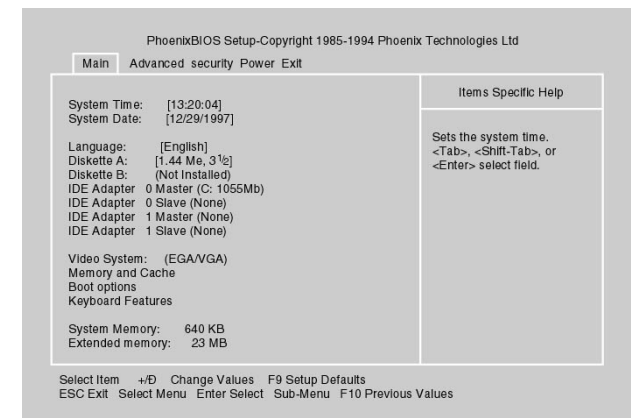 PhoenixBIOS Setup-Copyright 1985-1994 Phoenix Technologies Ltd
Main Advanced security Power Exit
System Time: [13:20:04]
System Date: [12/29/1997]
Language: [English]
Diskette A: [1.44 Me, 3½]
Diskette B: (Not Installed)
IDE Adapter 0 Master (C: 1055Mb)
IDE Adapter 0 Slave (None)
IDE Adapter 1 Master (None)
IDE Adapter 1 Slave (None)
Video System: (EGA/VGA)
Memory and Cache
Boot options
Keyboard Features
System Memory: 640 KB
Extended memory: 23 MB
Items Specific Help
Sets the system time.
<Tab>, <Shift-Tab>, or
<Enter> select field.
Select Item +/Đ Change Values F9 Setup Defaults
ESC Exit Select Menu Enter Select Sub-Menu F10 Previous Values